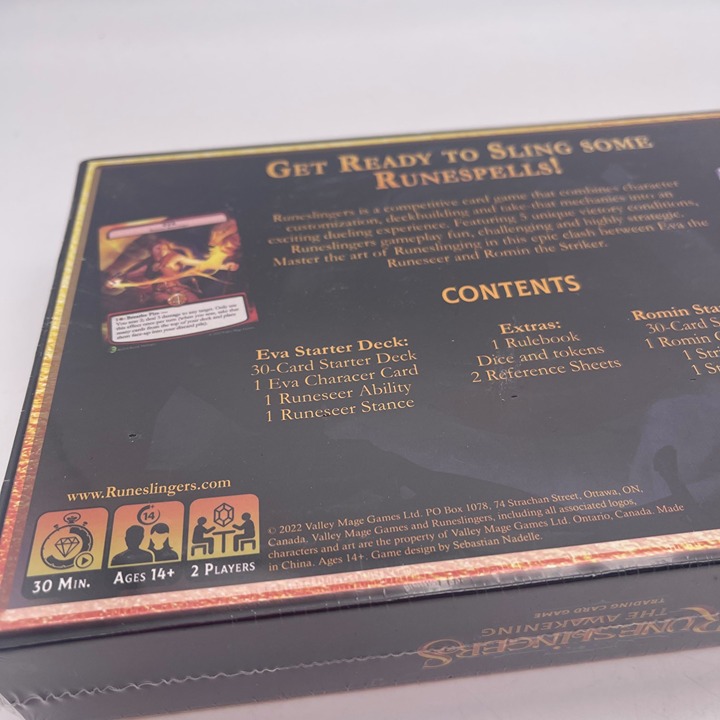 GET READY TO SLING SOME
RUNESPELLS!
Runeslingers is a competitive card game that combines character
customization, deckbuilding and take that mechanics into an
exciting dueling experience. Featuring 5 unique victory conditions,
Runeslingers gameplay is fun, challenging and strategic.
Master the art of Runeslinging in this epic clash between Eva the
Runeseer and Romin the Striker.
CONTENTS
Eva Starter Deck:
30-Card Starter Deck
1 Eva Characer Card
1 Runeseer Ability
1 Runeseer Stance
Extras:
1 Rulebook
Dice and tokens
2 Reference Sheets
Romin Sta
30-Card S
1 Romin C
1 Str
1 St
www.Runeslingers.com
14
30 MIN.
AGES 14+
2 PLAYERS
© 2022 Valley Mage Games Ltd. PO Box 1078, 74 Strachan Street, Ottawa, ON,
Canada. Valley Mage Games and Runeslingers, including all associated logos,
characters and art are the property of Valley Mage Games Ltd. Ontario, Canada. Made
in China. Ages 14+. Game design by Sebastian Nadelle.
RUNESLINGERS
THE AWAKENING
TRADING CARD GAME